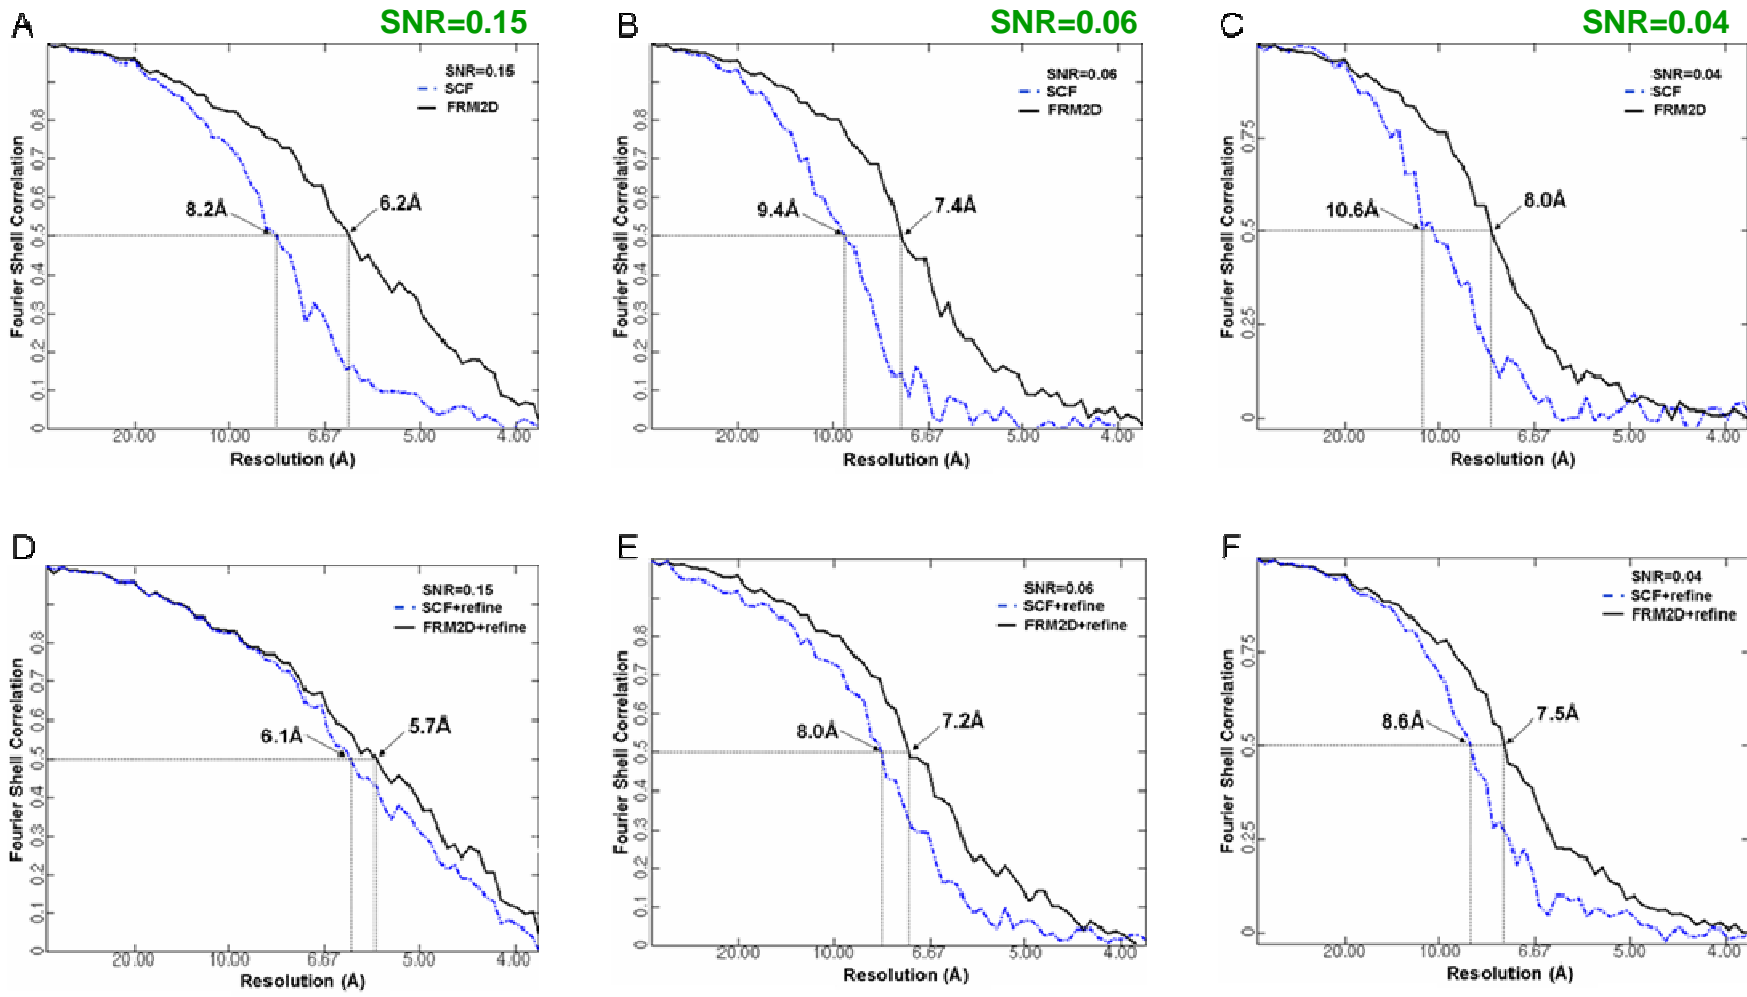 A
SNR=0.15
SNR=0.15
SCF
FRM2D
Fourier Shell Correlation
0 0.1 0.2 0.3 0.4 0.5 0.6 0.7 0.8
8.2Å
6.2Å
20.00 10.00 6.67 5.00 4.00
Resolution (Å)
B
SNR=0.06
SNR=0.06
SCF
FRM2D
Fourier Shell Correlation
0 0.1 0.2 0.3 0.4 0.5 0.6 0.7 0.8
9.4Å
7.4Å
20.00 10.00 6.67 5.00 4.00
Resolution (Å)
C
SNR=0.04
SNR=0.04
SCF
FRM2D
Fourier Shell Correlation
0 0.25 0.5 0.75
10.6Å
8.0Å
20.00 10.00 6.67 5.00 4.00
Resolution (Å)
D
SNR=0.15
SCF+refine
FRM2D+refine
Fourier Shell Correlation
0 0.1 0.2 0.3 0.4 0.5 0.6 0.7 0.8
6.1Å
5.7Å
20.00 10.00 6.67 5.00 4.00
Resolution (Å)
E
SNR=0.06
SCF+refine
FRM2D+refine
Fourier Shell Correlation
0 0.1 0.2 0.3 0.4 0.5 0.6 0.7 0.8
8.0Å
7.2Å
20.00 10.00 6.67 5.00 4.00
Resolution (Å)
F
SNR=0.04
SCF+refine
FRM2D+refine
Fourier Shell Correlation
0 0.25 0.5 0.75
8.6Å
7.5Å
20.00 10.00 6.67 5.00 4.00
Resolution (Å)